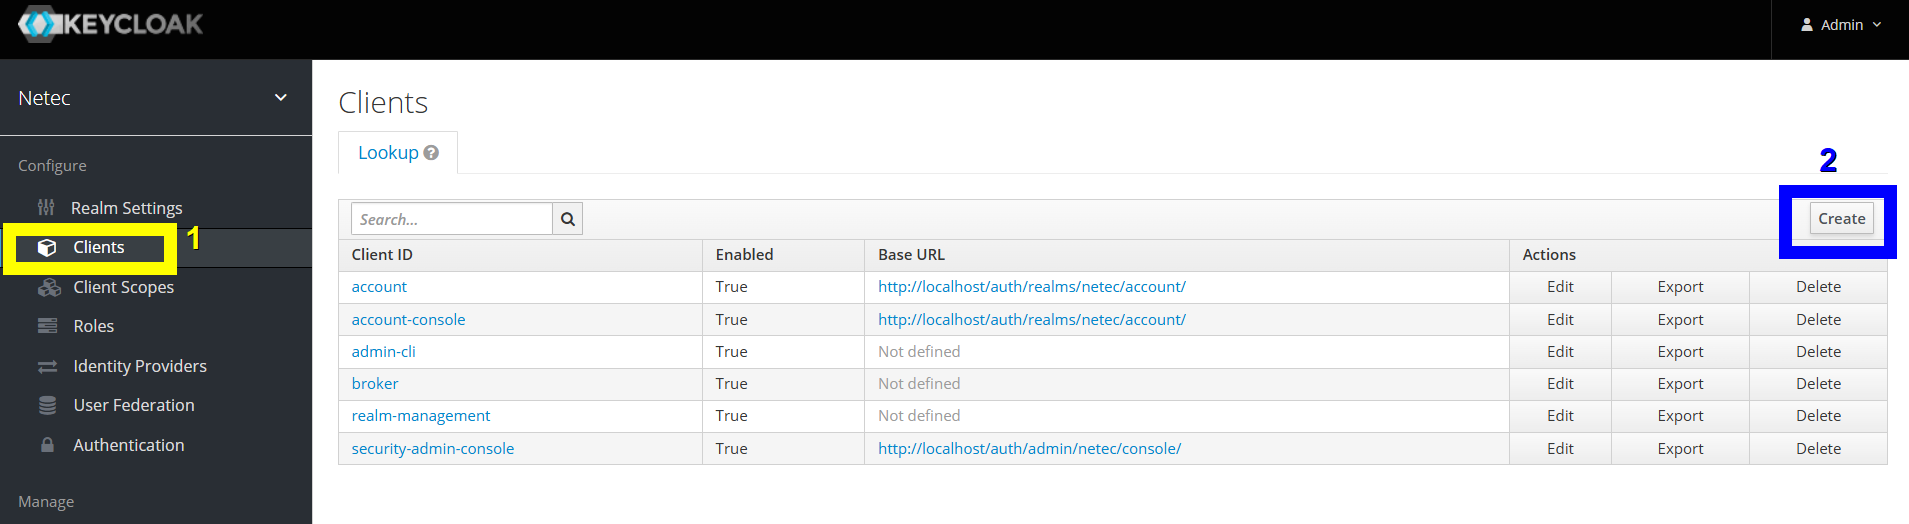 KEYCLOAK
Admin
Netec
Configure
Realm Settings
Clients 1
Client Scopes
Roles
Identity Providers
User Federation
Authentication
Manage
Clients
Lookup ?
2
Search...
Create
Client ID Enabled Base URL Actions
account True http://localhost/auth/realms/netec/account/ Edit Export Delete
account-console True http://localhost/auth/realms/netec/account/ Edit Export Delete
admin-cli True Not defined Edit Export Delete
broker True Not defined Edit Export Delete
realm-management True Not defined Edit Export Delete
security-admin-console True http://localhost/auth/admin/netec/console/ Edit Export Delete